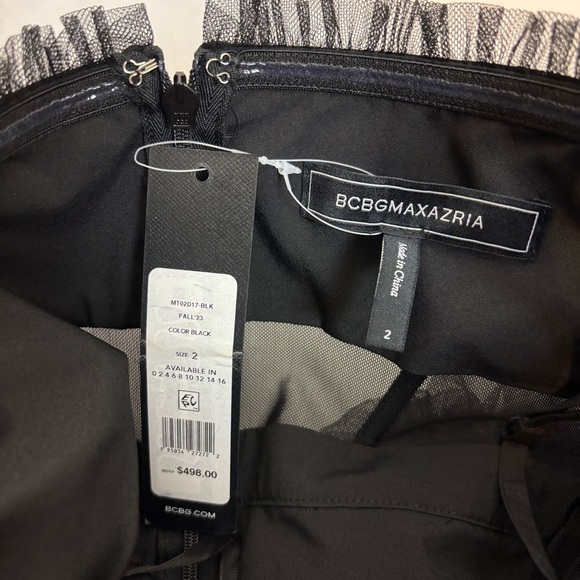 BCBGMAXAZRIA
Made in China
2
MT02D17-BLK
FALL'23
COLOR BLACK
SIZE 2
AVAILABLE IN
0 2 4 6 8 10 12 14 16
MSRP $498.00
BCBG.COM